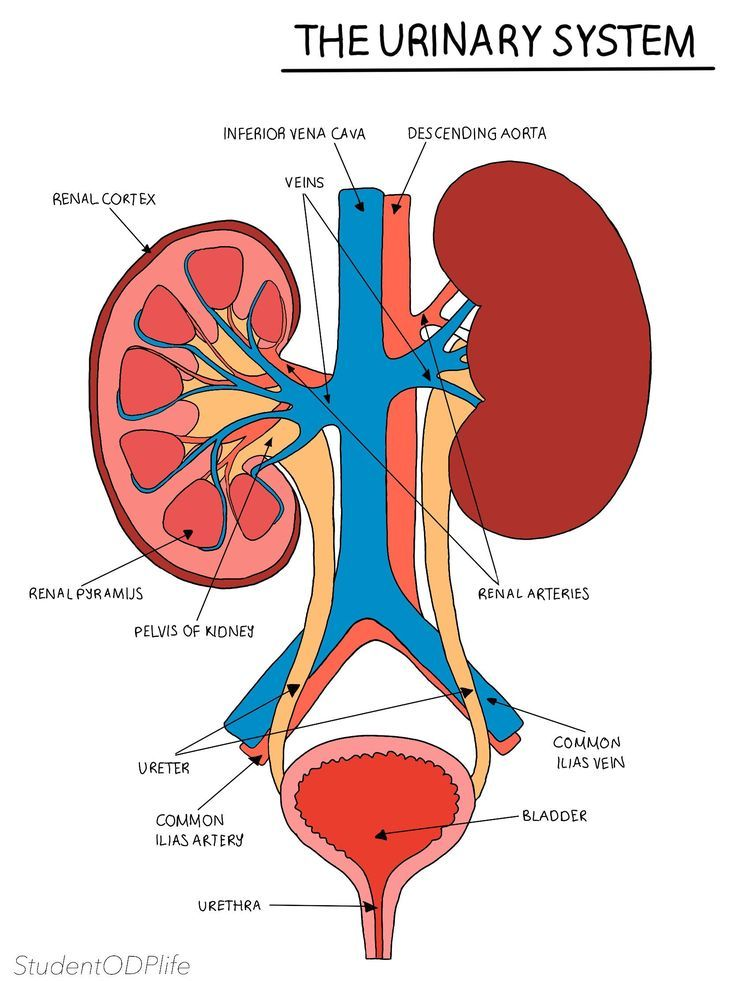 THE URINARY SYSTEM
INFERIOR VENA CAVA
DESCENDING AORTA
VEINS
RENAL CORTEX
RENAL PYRAMIJS
RENAL ARTERIES
PELVIS OF KIDNEY
URETER
COMMON
ILIAS VEIN
COMMON
ILIAS ARTERY
BLADDER
URETHRA
StudentODPlife